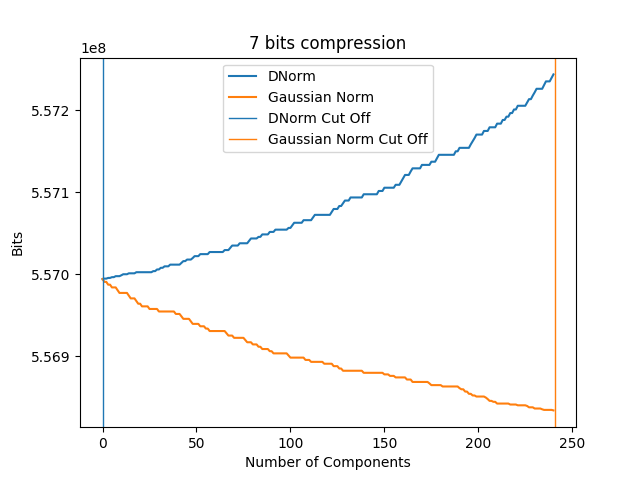 7 bits compression
1e8
DNorm
Gaussian Norm
DNorm Cut Off
Gaussian Norm Cut Off
5.572
5.571
5.570
5.569
Bits
0 50 100 150 200 250
Number of Components